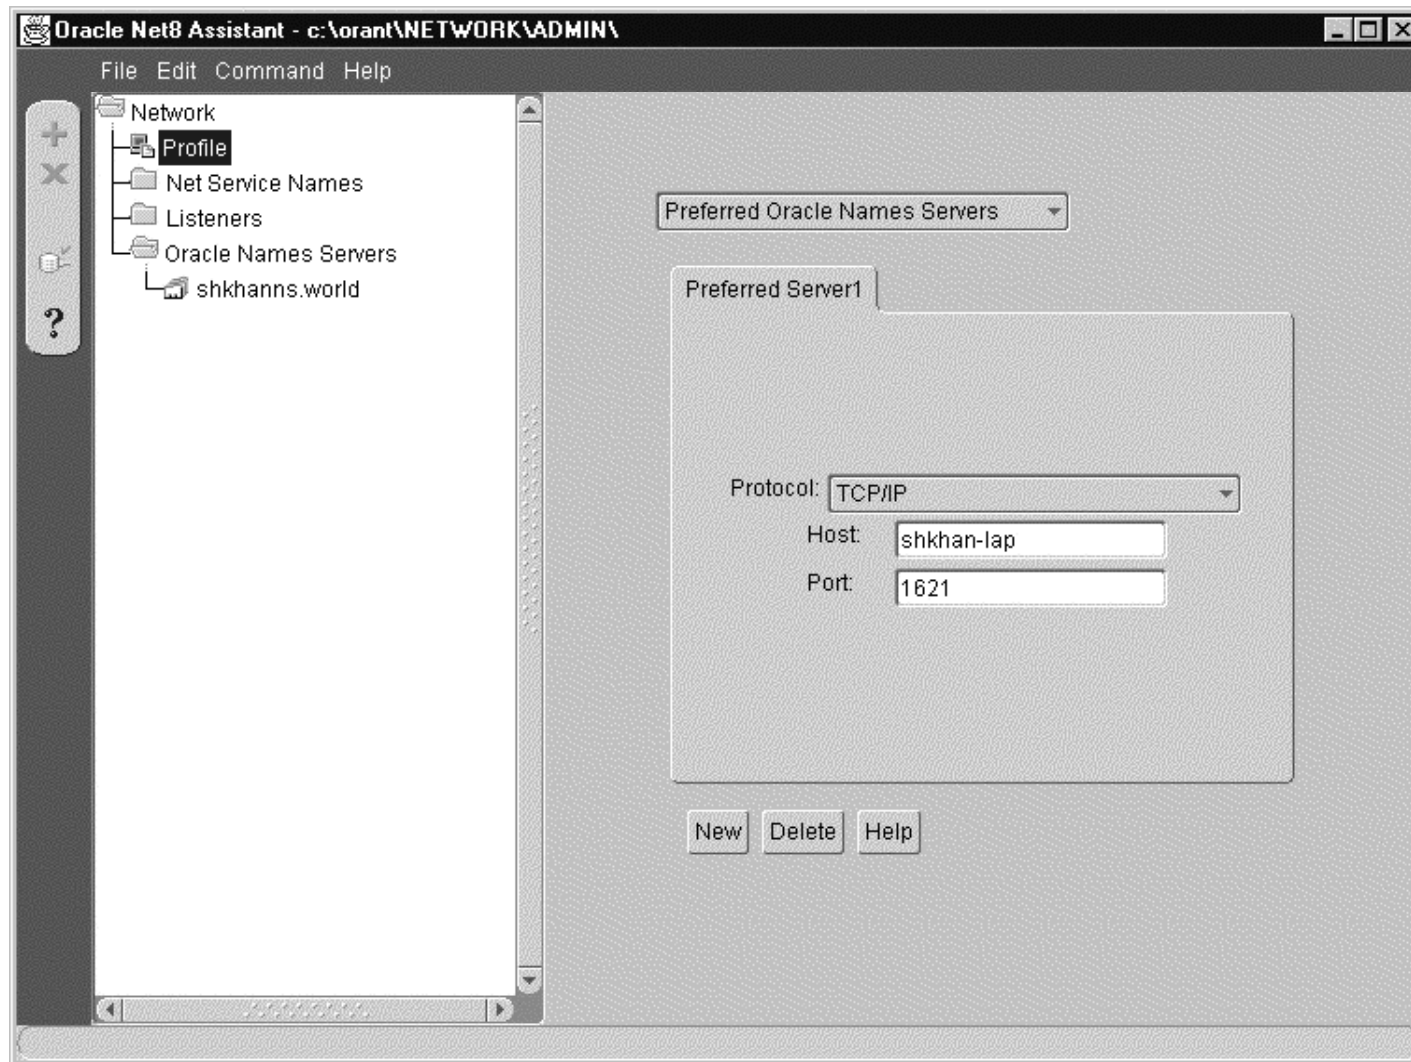 Oracle Net8 Assistant - c:\orant\NETWORK\ADMIN\
File Edit Command Help
Network
Profile
Net Service Names
Listeners
Oracle Names Servers
shkhanns.world
?
Preferred Oracle Names Servers
Preferred Server1
Protocol: TCP/IP
Host: shkhan-lap
Port: 1621
New Delete Help